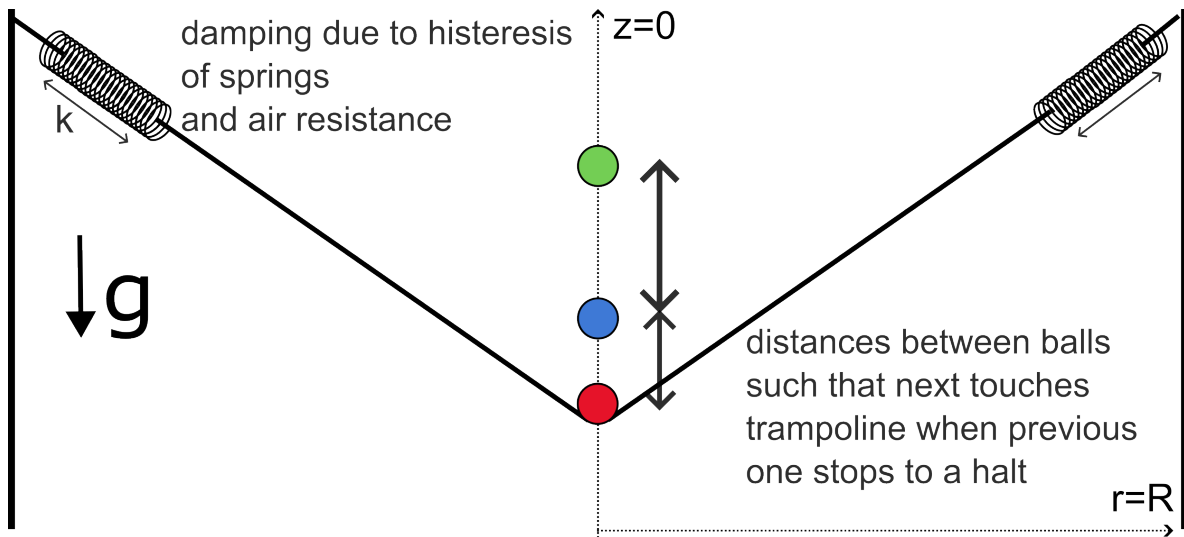 damping due to histeresis
of springs
and air resistance
z=0
k
g
distances between balls
such that next touches
trampoline when previous
one stops to a halt
r=R